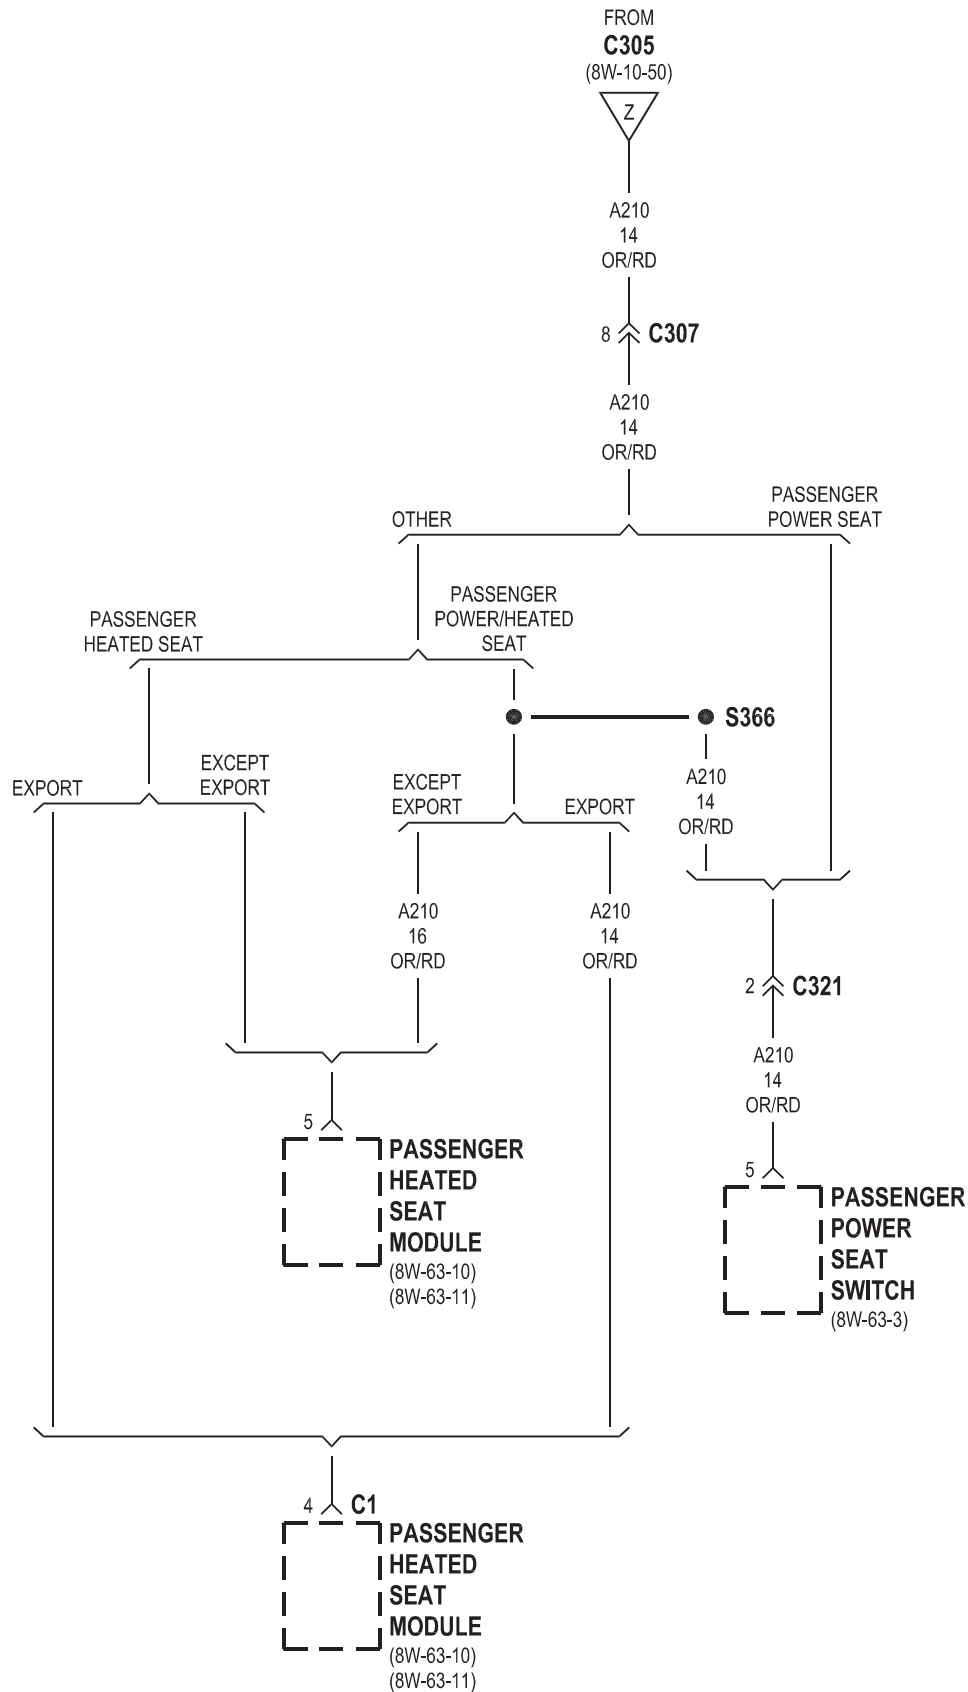 FROM
C305
(8W-10-50)
Z
A210
14
OR/RD
8
C307
A210
14
OR/RD
OTHER
PASSENGER
POWER SEAT
PASSENGER
HEATED SEAT
PASSENGER
POWER/HEATED
SEAT
S366
EXPORT
EXCEPT
EXPORT
EXCEPT
EXPORT
EXPORT
A210
14
OR/RD
A210
16
OR/RD
A210
14
OR/RD
2
C321
A210
14
OR/RD
5
PASSENGER
HEATED
SEAT
MODULE
(8W-63-10)
(8W-63-11)
5
PASSENGER
POWER
SEAT
SWITCH
(8W-63-3)
4
C1
PASSENGER
HEATED
SEAT
MODULE
(8W-63-10)
(8W-63-11)